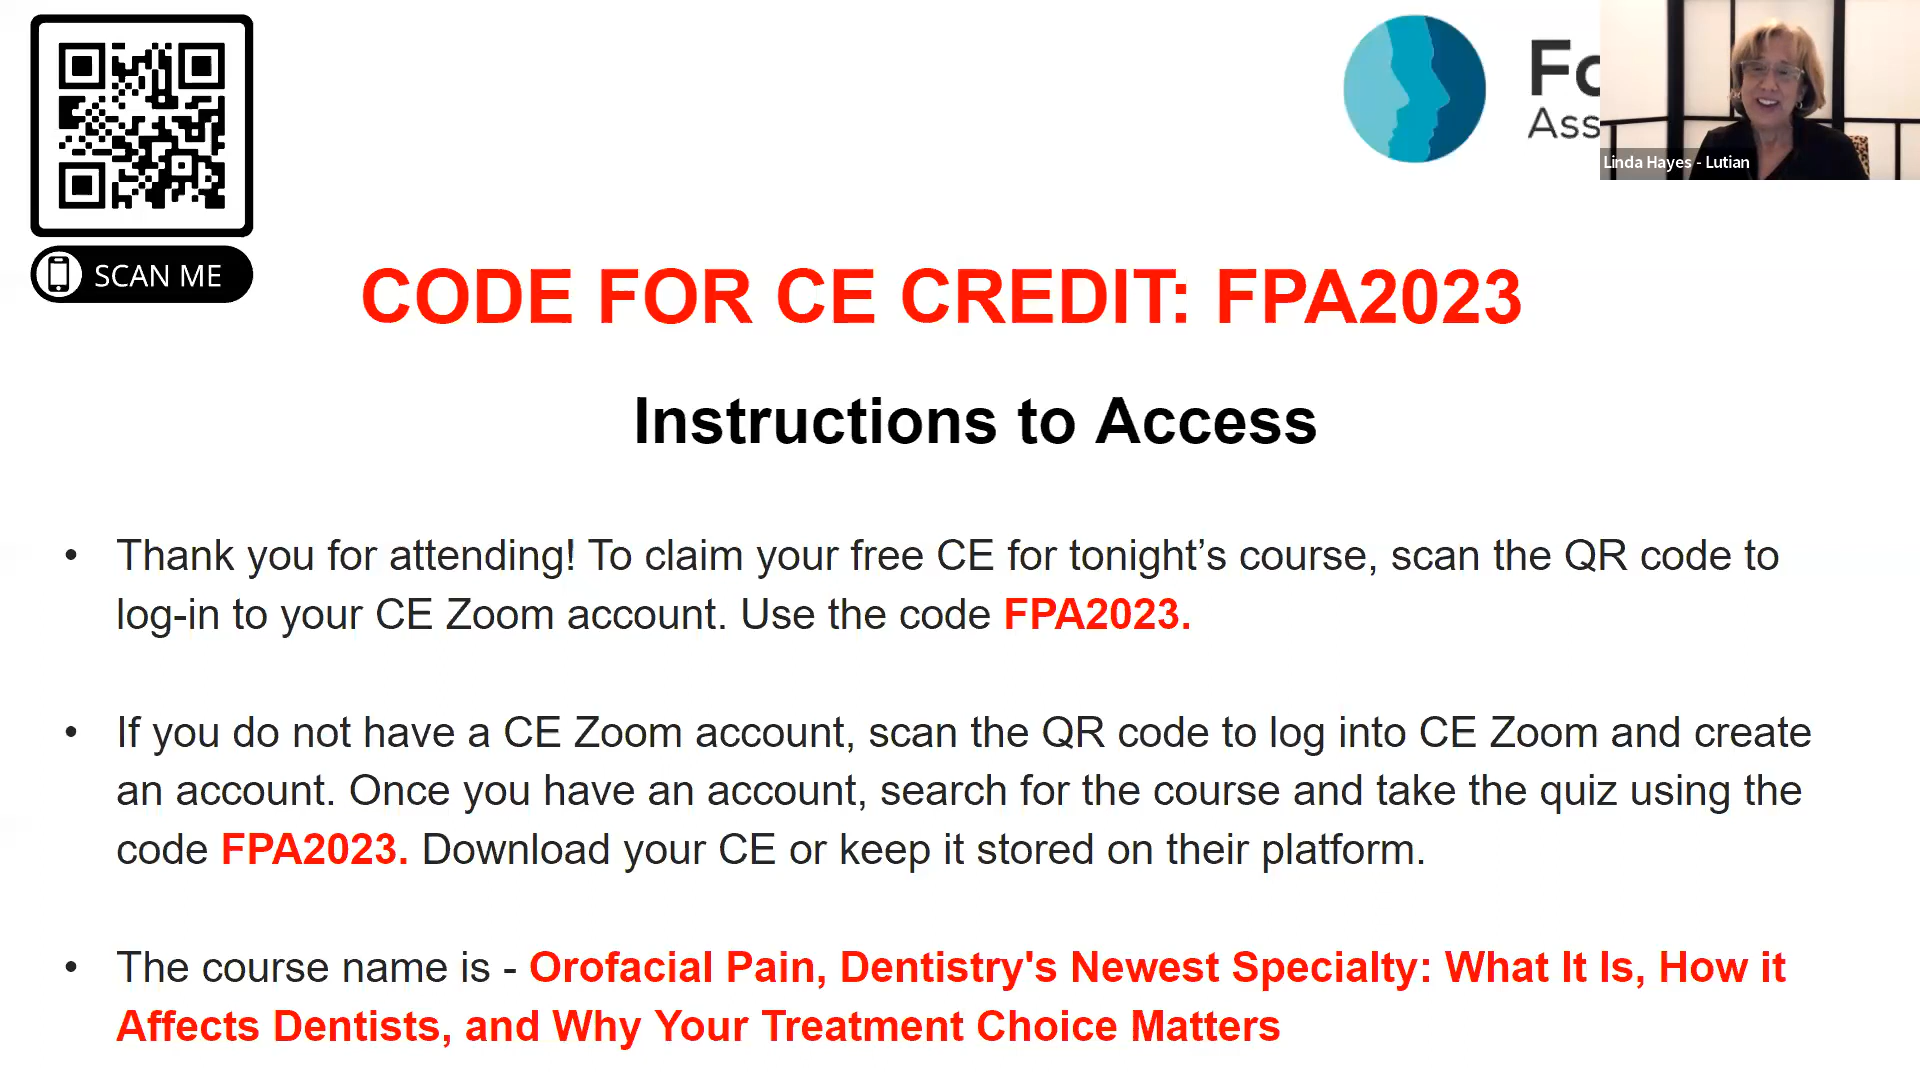 SCAN ME
Fo
Ass
Linda Hayes - Lutian
CODE FOR CE CREDIT: FPA2023
Instructions to Access
• Thank you for attending! To claim your free CE for tonight’s course, scan the QR code to
log-in to your CE Zoom account. Use the code FPA2023.
• If you do not have a CE Zoom account, scan the QR code to log into CE Zoom and create
an account. Once you have an account, search for the course and take the quiz using the
code FPA2023. Download your CE or keep it stored on their platform.
• The course name is - Orofacial Pain, Dentistry's Newest Specialty: What It Is, How it
Affects Dentists, and Why Your Treatment Choice Matters